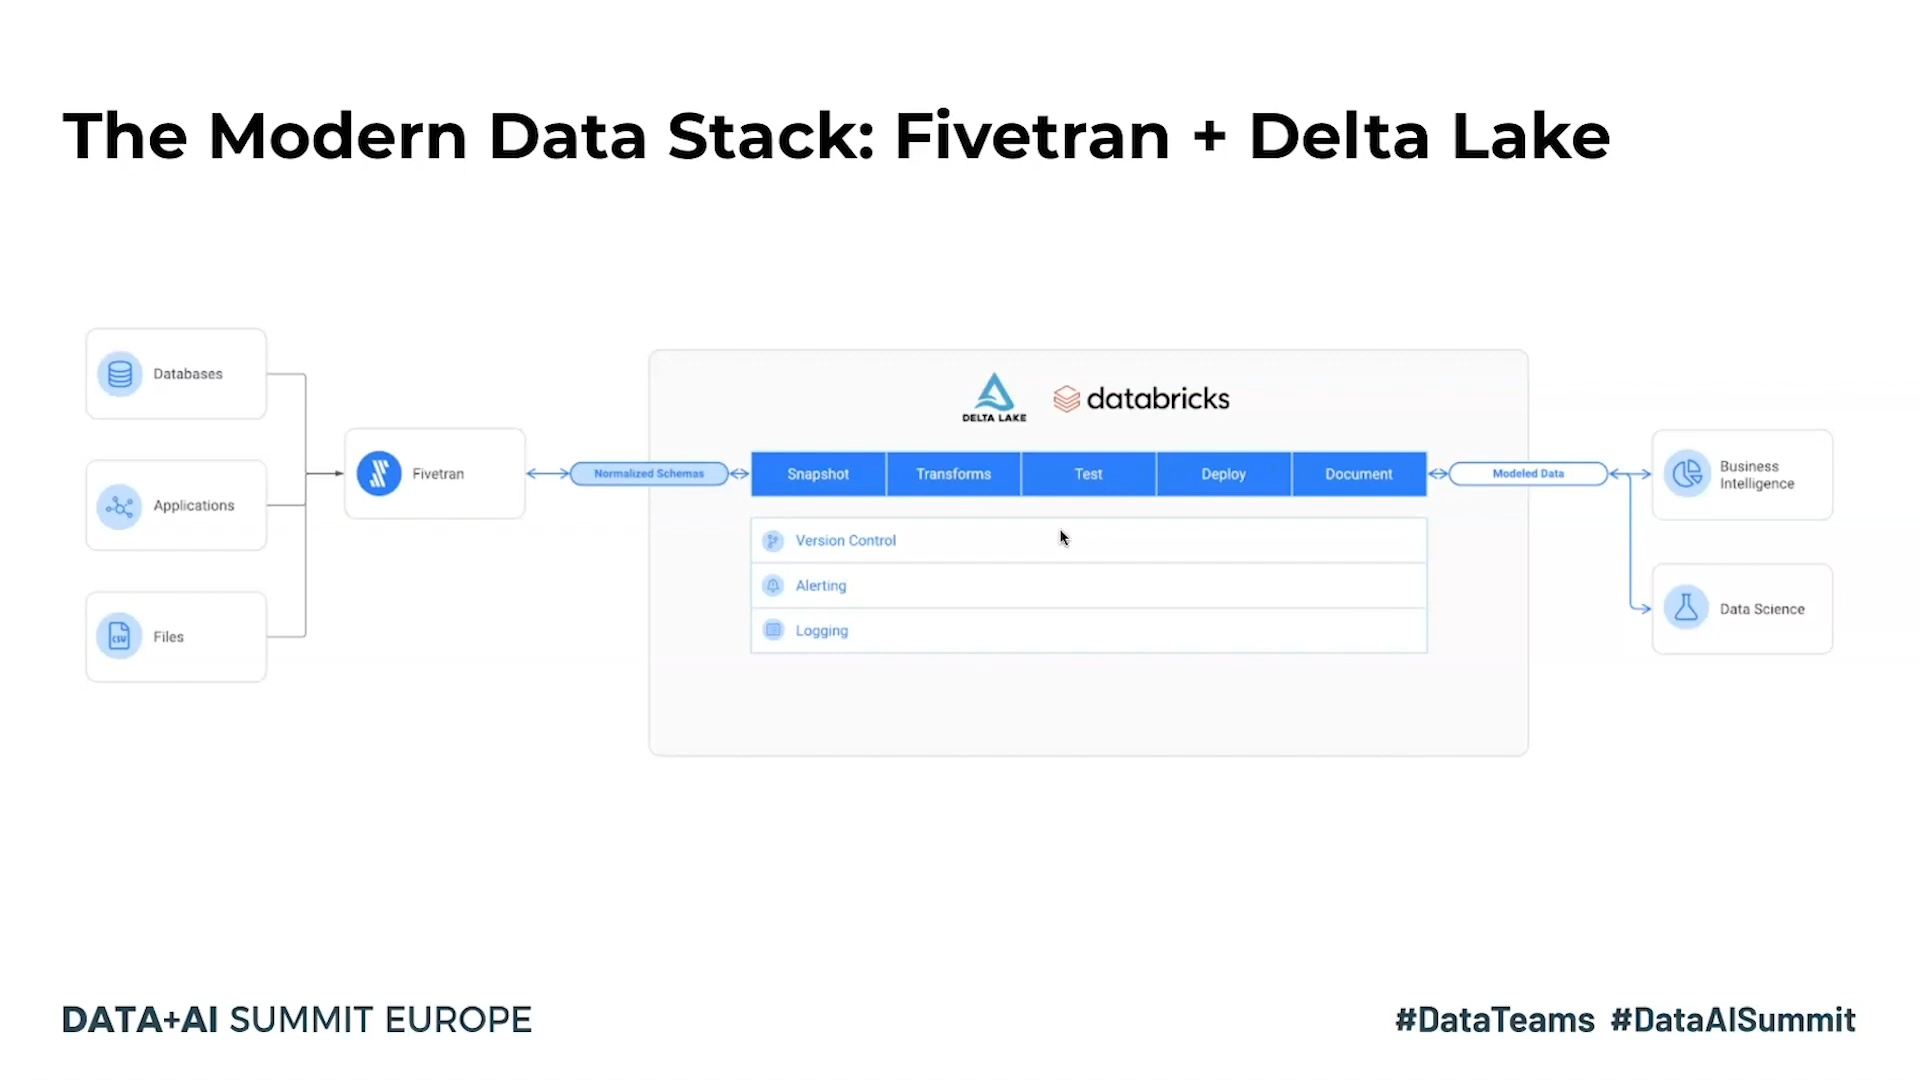 The Modern Data Stack: Fivetran + Delta Lake
Databases
Applications
CSV
Files
Fivetran
Normalized Schemas
DELTA LAKE
databricks
Snapshot
Transforms
Test
Deploy
Document
Version Control
Alerting
Logging
Modeled Data
Business
Intelligence
Data Science
DATA+AI SUMMIT EUROPE
#DataTeams #DataAISummit